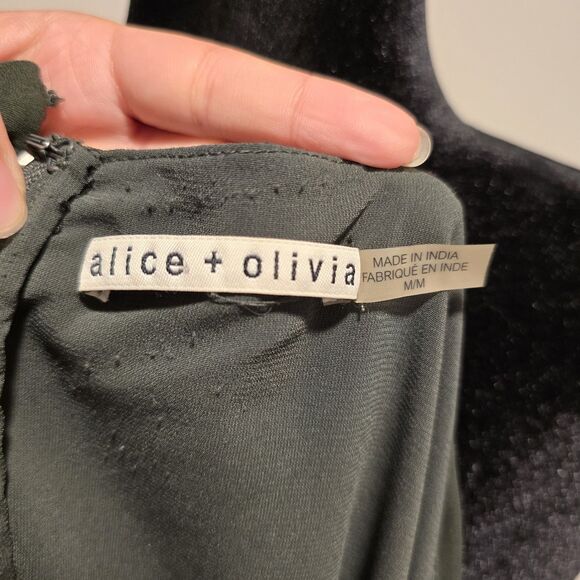 alice + olivia
MADE IN INDIA
FABRIQUÉ EN INDE
M/M